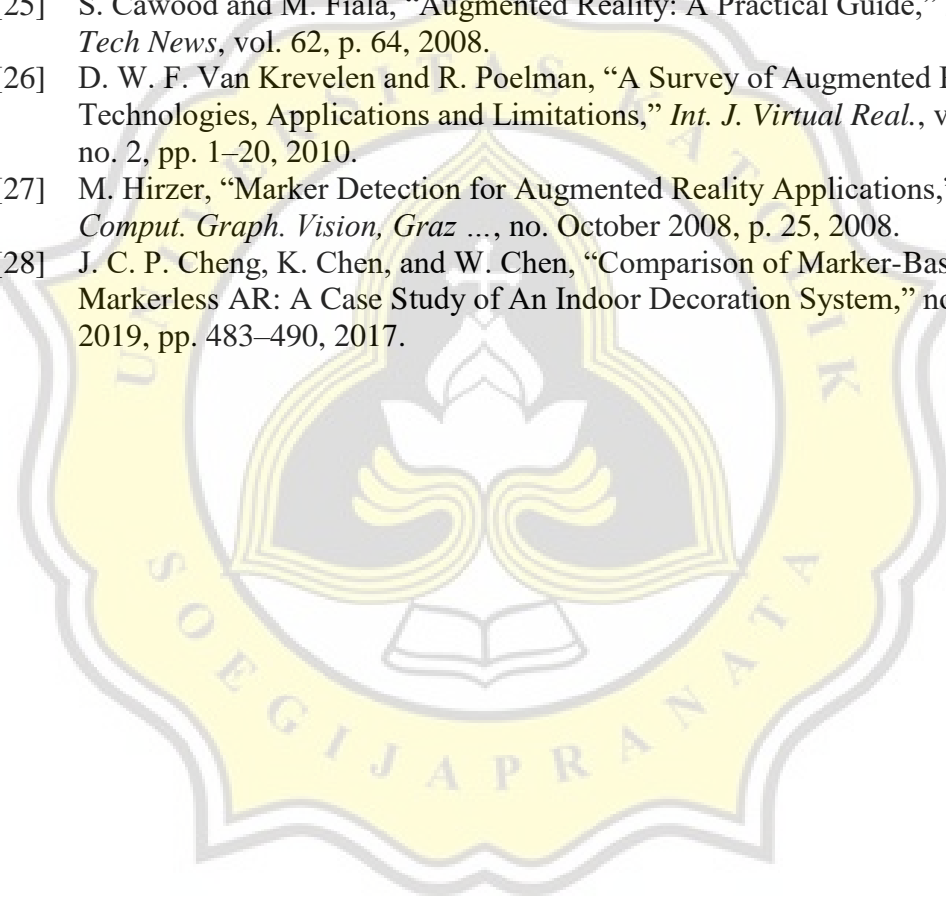 [25] S. Cawood and M. Fiala, “Augmented Reality: A Practical Guide,”
Tech News, vol. 62, p. 64, 2008.
[26] D. W. F. Van Krevelen and R. Poelman, “A Survey of Augmented
Technologies, Applications and Limitations,” Int. J. Virtual Real.,
no. 2, pp. 1–20, 2010.
[27] M. Hirzer, “Marker Detection for Augmented Reality Applications,”
Comput. Graph. Vision, Graz ..., no. October 2008, p. 25, 2008.
[28] J. C. P. Cheng, K. Chen, and W. Chen, “Comparison of
Markerless AR: A Case Study of An Indoor Decoration System,”
2019, pp. 483–490, 2017.
UNIVERSITAS KATOLIK
SOEGIJAPRANATA